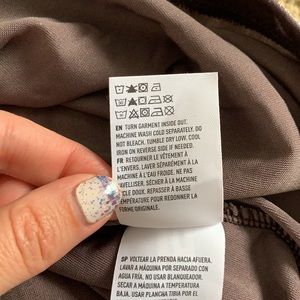 EN TURN GARMENT INSIDE OUT.
MACHINE WASH COLD SEPARATELY. DO
NOT BLEACH. TUMBLE DRY LOW. COOL
IRON ON REVERSE SIDE IF NEEDED.
FR RETOURNER LE VÊTEMENT À
L'ENVERS. LAVER SÉPARÉMENT À LA
MACHINE À L'EAU FROIDE. NE PAS
JAVELLISER. SÉCHER À LA MACHINE
CYCLE DOUX. REPASSER À BASSE
TEMPÉRATURE POUR REDONNER LA
FORME ORIGINALE.
SP VOLTEAR LA PRENDA HACIA AFUERA.
LAVAR A MÁQUINA POR SEPARADO CON
AGUA FRÍA. NO USAR BLANQUEADOR.
SECAR A MÁQUINA A TEMPERATURA
BAJA. USAR PLANCHA TIBIA POR EL